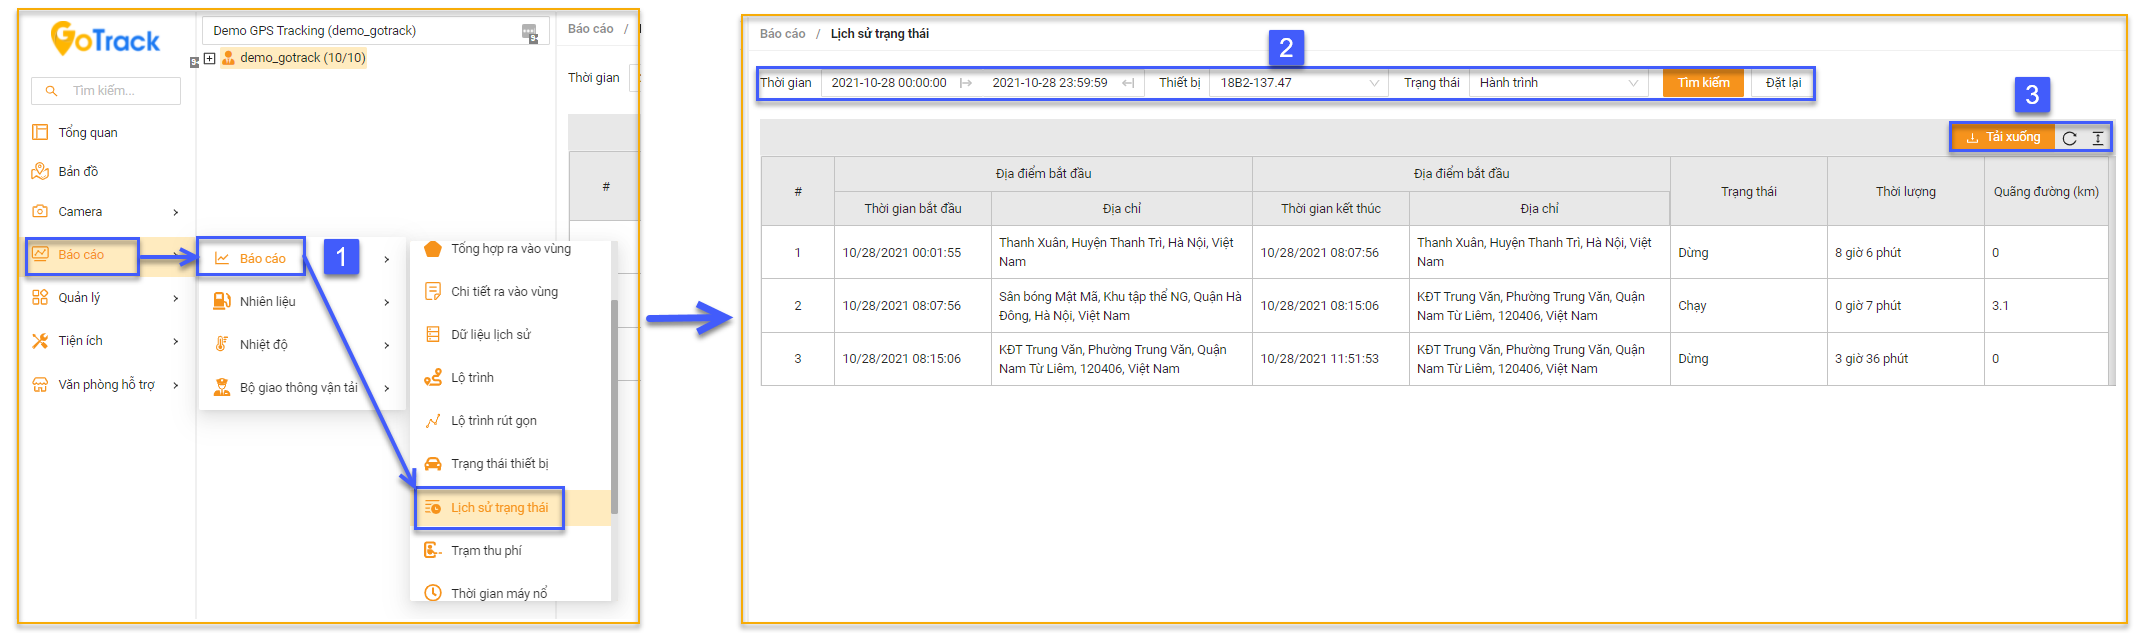 GoTrack
Demo GPS Tracking (demo_gotrack)
demo_gotrack (10/10)
Tìm kiếm...
Tổng quan
Bản đồ
Camera
Báo cáo
Quản lý
Tiện ích
Văn phòng hỗ trợ
Báo cáo
1
Nhiên liệu
Nhiệt độ
Bộ giao thông vận tải
Tổng hợp ra vào vùng
Chi tiết ra vào vùng
Dữ liệu lịch sử
Lộ trình
Lộ trình rút gọn
Trạng thái thiết bị
Lịch sử trạng thái
Trạm thu phí
Thời gian máy nổ
Báo cáo /
Thời gian
#
Báo cáo / Lịch sử trạng thái
2
Thời gian 2021-10-28 00:00:00 2021-10-28 23:59:59 Thiết bị 18B2-137.47 Trạng thái Hành trình Tìm kiếm Đặt lại
3
Tải xuống
# Địa điểm bắt đầu Địa điểm bắt đầu Trạng thái Thời lượng Quãng đường (km)
Thời gian bắt đầu Địa chỉ Thời gian kết thúc Địa chỉ
1 10/28/2021 00:01:55 Thanh Xuân, Huyện Thanh Trì, Hà Nội, Việt Nam 10/28/2021 08:07:56 Thanh Xuân, Huyện Thanh Trì, Hà Nội, Việt Nam Dừng 8 giờ 6 phút 0
2 10/28/2021 08:07:56 Sân bóng Mật Mã, Khu tập thể NG, Quận Hà Đông, Hà Nội, Việt Nam 10/28/2021 08:15:06 KĐT Trung Văn, Phường Trung Văn, Quận Nam Từ Liêm, 120406, Việt Nam Chạy 0 giờ 7 phút 3.1
3 10/28/2021 08:15:06 KĐT Trung Văn, Phường Trung Văn, Quận Nam Từ Liêm, 120406, Việt Nam 10/28/2021 11:51:53 KĐT Trung Văn, Phường Trung Văn, Quận Nam Từ Liêm, 120406, Việt Nam Dừng 3 giờ 36 phút 0